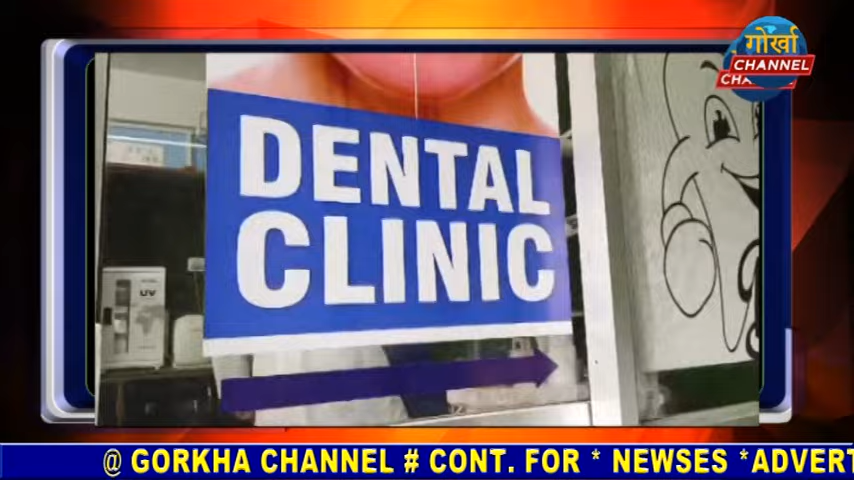 गोर्खा
CHANNEL
DENTAL
CLINIC
UV
@ GORKHA CHANNEL # CONT. FOR * NEWSES *ADVERT